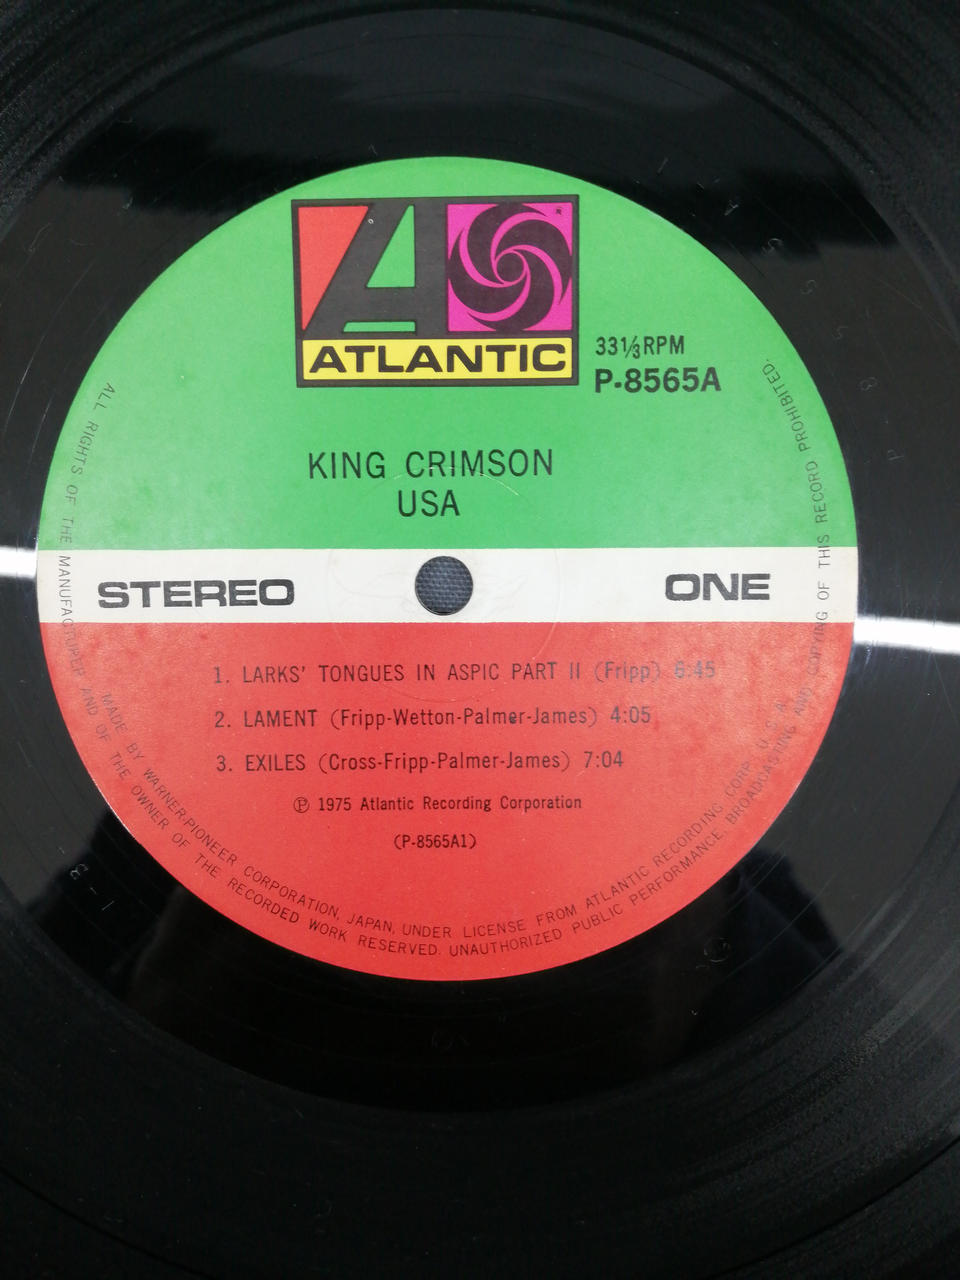 ATLANTIC
33⅓RPM
P-8565A
KING CRIMSON
USA
STEREO
ONE
1. LARKS' TONGUES IN ASPIC PART II (Fripp) 6:45
2. LAMENT (Fripp-Wetton-Palmer-James) 4:05
3. EXILES (Cross-Fripp-Palmer-James) 7:04
Ⓟ 1975 Atlantic Recording Corporation
(P-8565A1)
MADE BY WARNER-PIONEER CORPORATION, JAPAN, UNDER LICENSE FROM ATLANTIC RECORDING CORP. U.S.A.
ALL RIGHTS OF THE MANUFACTURER AND OF THE OWNER OF THE RECORDED WORK RESERVED. UNAUTHORIZED PUBLIC PERFORMANCE BROADCASTING AND COPYING OF THIS RECORD PROHIBITED.